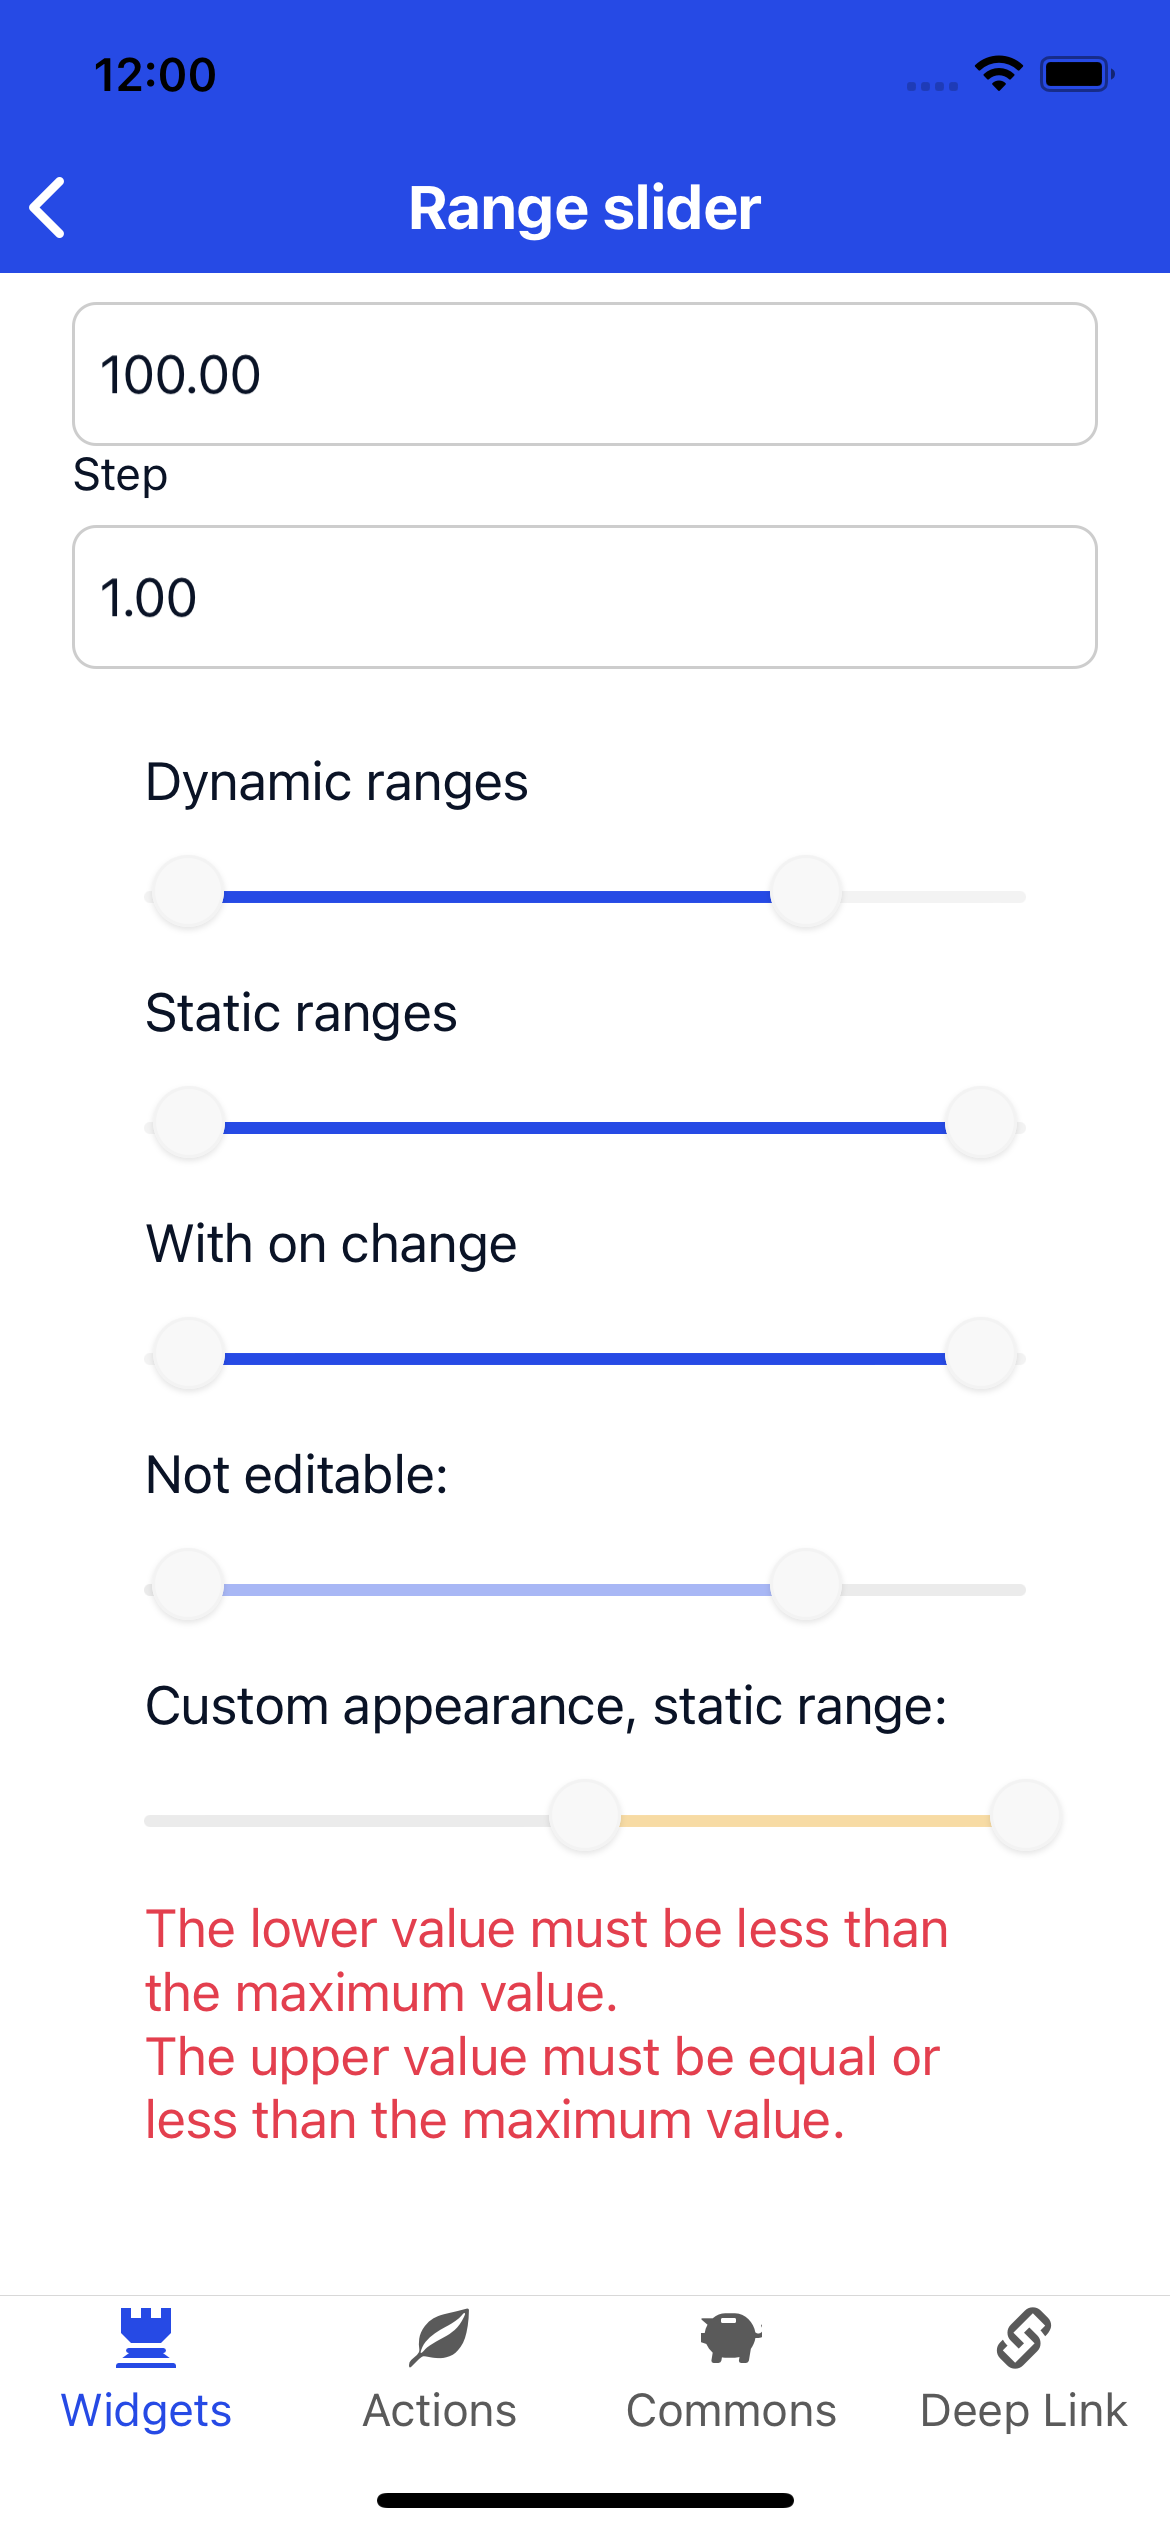 12:00
Range slider
100.00
Step
1.00
Dynamic ranges
Static ranges
With on change
Not editable:
Custom appearance, static range:
The lower value must be less than
the maximum value.
The upper value must be equal or
less than the maximum value.
Widgets
Actions
Commons
Deep Link